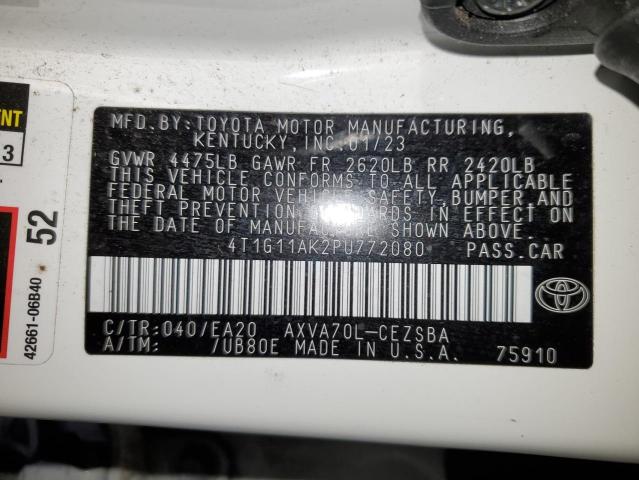 MFD.BY:TOYOTA MOTOR MANUFACTURING,
KENTUCKY,INC.01/23
GVWR 4475LB GAWR FR 2620LB RR 2420LB
THIS VEHICLE CONFORMS TO ALL APPLICABLE
FEDERAL MOTOR VEHICLE SAFETY,BUMPER,AND
THEFT PREVENTION STANDARDS IN EFFECT ON
THE DATE OF MANUFACTURE SHOWN ABOVE.
4T1G11AK2PU772080 PASS.CAR
C/TR:040/EA20 AXVA70L-CEZSBA
A/TM: /UB80E MADE IN U.S.A. 75910
TOYOTA
3
52
42661-06B40